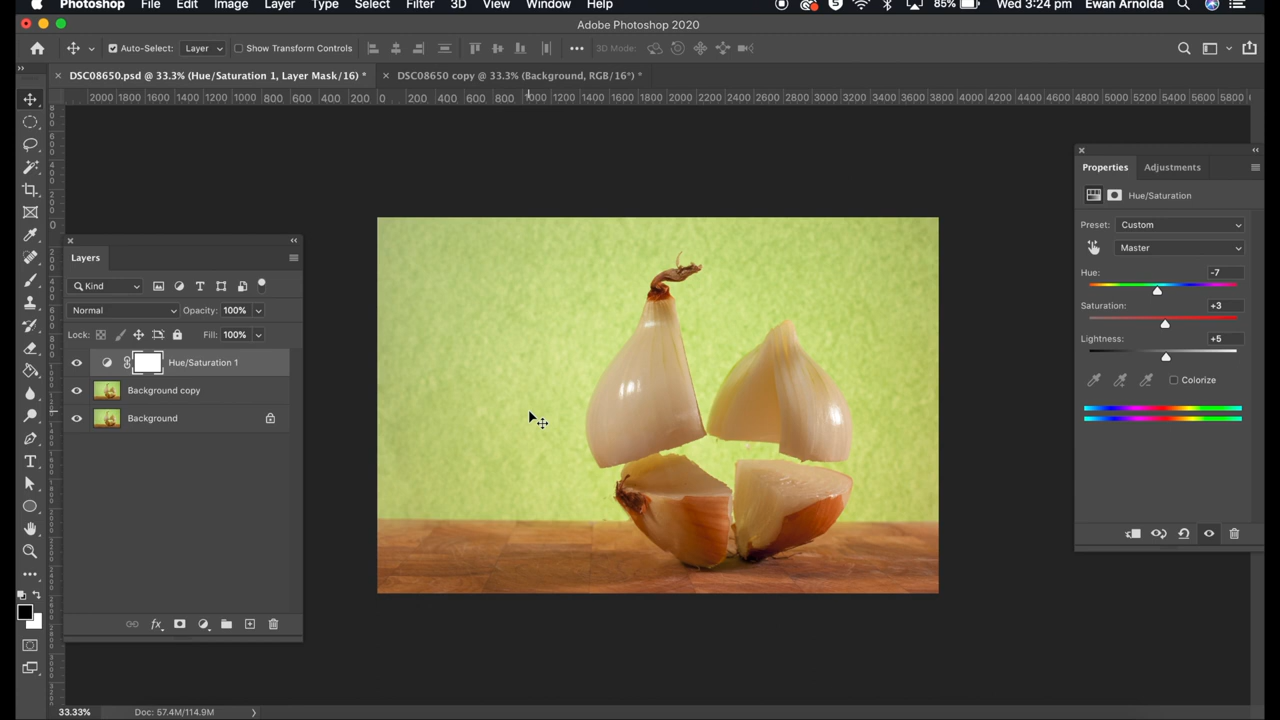 Photoshop File Edit Image Layer Type Select Filter 3D View Window Help 85% Wed 3:24 pm Ewan Arnolda
Adobe Photoshop 2020
Auto-Select: Layer Show Transform Controls 3D Mode:
DSC08650.psd @ 33.3% (Hue/Saturation 1, Layer Mask/16) * DSC08650 copy @ 33.3% (Background, RGB/16*) *
2000 1800 1600 1400 1200 1000 800 600 400 200 0 200 400 600 800 1000 1200 1400 1600 1800 2000 2200 2400 2600 2800 3000 3200 3400 3600 3800 4000 4200 4400 4600 4800 5000 5200 5400 5600 5800
Layers
Kind
Normal Opacity: 100%
Lock: Fill: 100%
Hue/Saturation 1
Background copy
Background
Properties Adjustments
Hue/Saturation
Preset: Custom
Master
Hue: -7
Saturation: +3
Lightness: +5
Colorize
33.33% Doc: 57.4M/114.9M